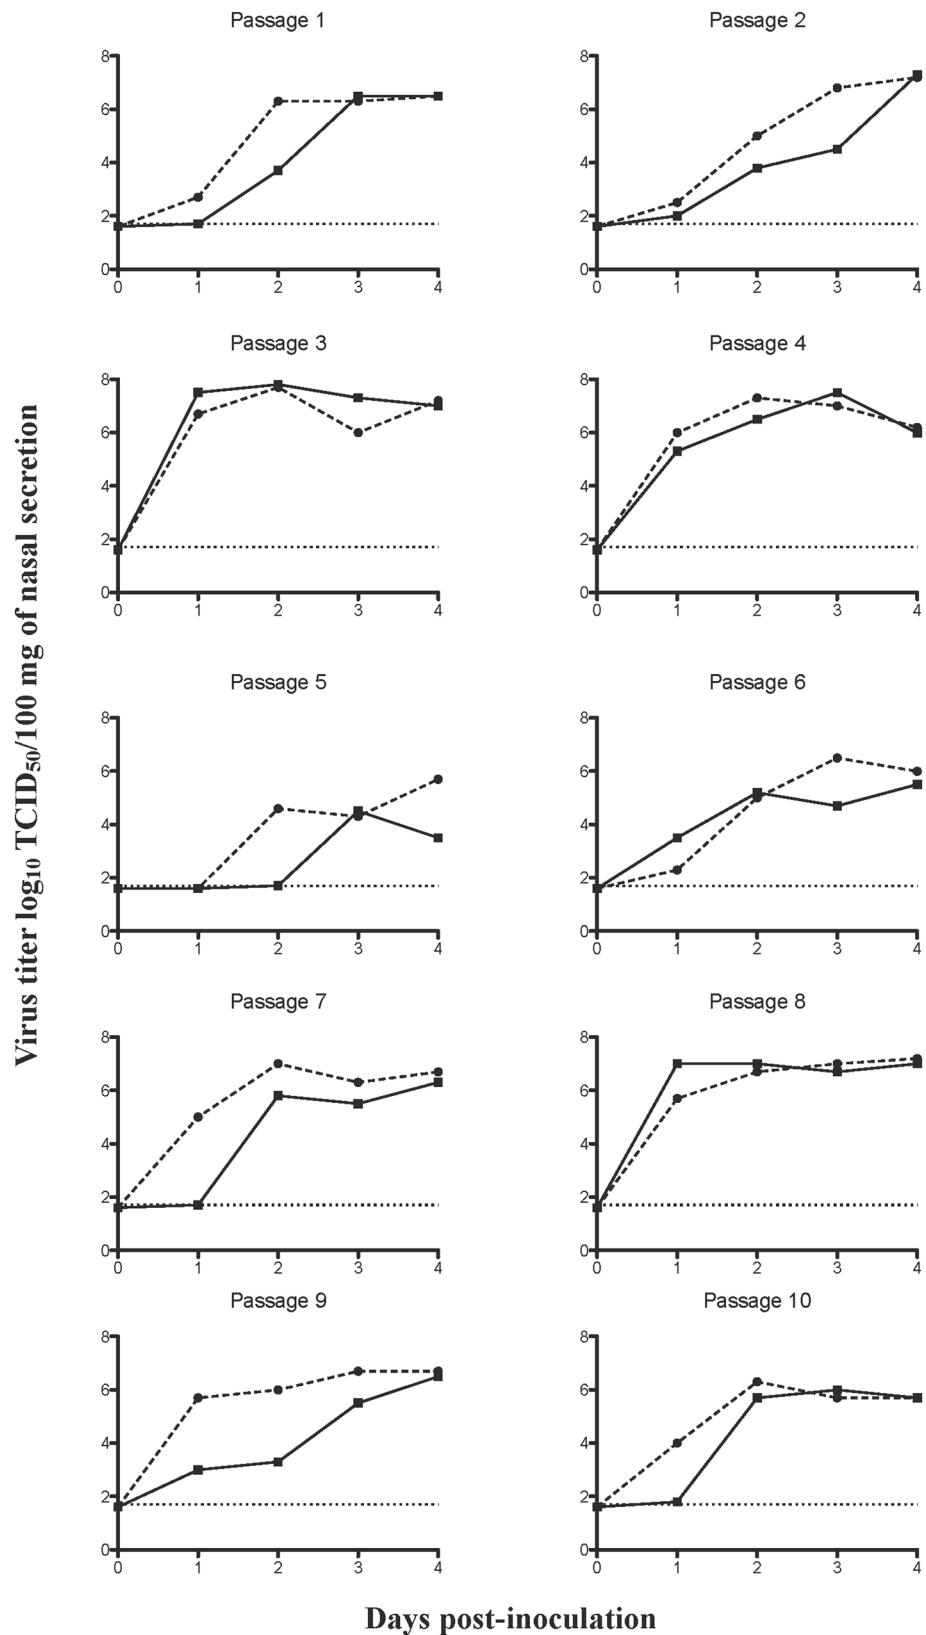 Passage 1
8
6
4
2
0
0 1 2 3 4
Passage 2
8
6
4
2
0
0 1 2 3 4
Passage 3
8
6
4
2
0
0 1 2 3 4
Passage 4
8
6
4
2
0
0 1 2 3 4
Passage 5
8
6
4
2
0
0 1 2 3 4
Passage 6
8
6
4
2
0
0 1 2 3 4
Passage 7
8
6
4
2
0
0 1 2 3 4
Passage 8
8
6
4
2
0
0 1 2 3 4
Passage 9
8
6
4
2
0
0 1 2 3 4
Passage 10
8
6
4
2
0
0 1 2 3 4
Virus titer log₁₀ TCID₅₀/100 mg of nasal secretion
Days post-inoculation